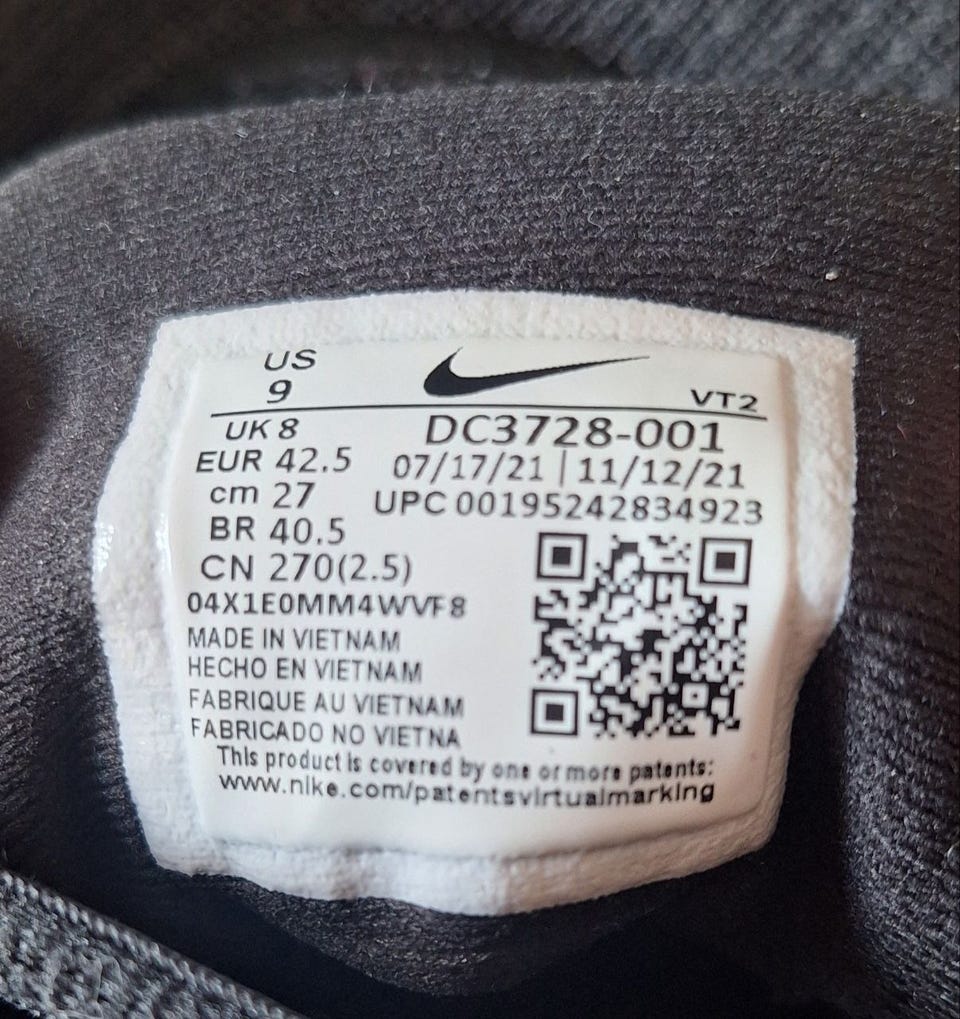 US
9
VT2
UK 8
DC3728-001
EUR 42.5
07/17/21 | 11/12/21
cm 27
UPC 00195242834923
BR 40.5
CN 270(2.5)
04X1E0MM4WVF8
MADE IN VIETNAM
HECHO EN VIETNAM
FABRIQUE AU VIETNAM
FABRICADO NO VIETNA
This product is covered by one or more patents:
www.nike.com/patentsvirtualmarking